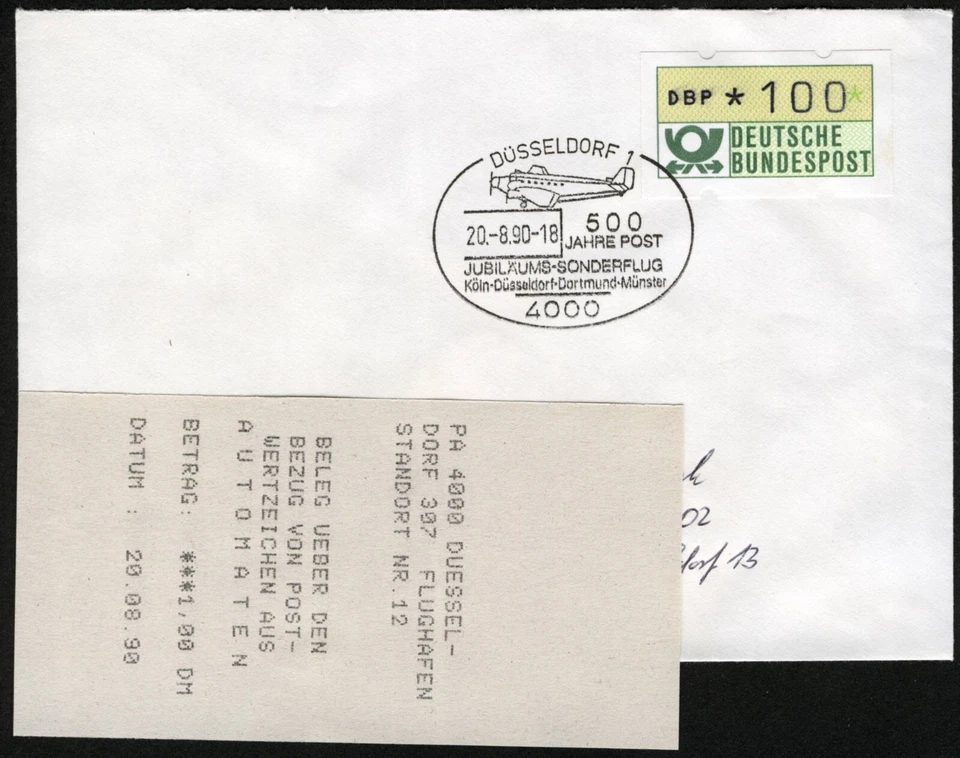 DBP * 100*
DEUTSCHE
BUNDESPOST
DÜSSELDORF 1
20.-8.90-18
500
JAHRE POST
JUBILÄUMS-SONDERFLUG
Köln-Düsseldorf-Dortmund-Münster
4000
02
13
PA 4000 DUESSEL-
DORF 307 FLUGHAFEN
STANDORT NR.12
BELEG UEBER DEN
BEZUG VON POST-
WERTZEICHEN AUS
A U T O M A T E N
BETRAG: ***1,00 DM
DATUM : 20.08.90